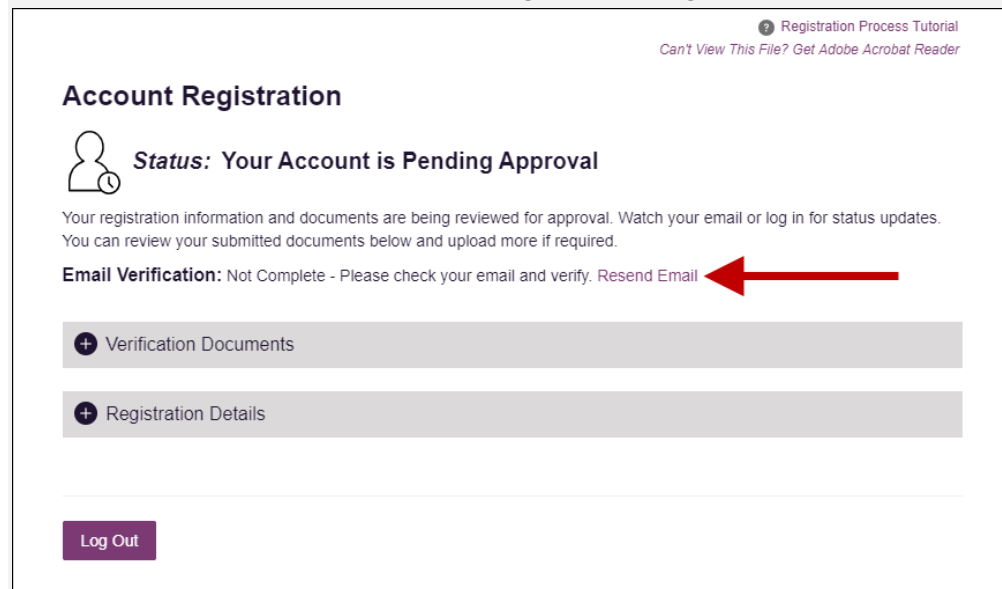 Registration Process Tutorial
Can't View This File? Get Adobe Acrobat Reader
Account Registration
Status: Your Account is Pending Approval
Your registration information and documents are being reviewed for approval. Watch your email or log in for status updates.
You can review your submitted documents below and upload more if required.
Email Verification: Not Complete - Please check your email and verify. Resend Email
Verification Documents
Registration Details
Log Out